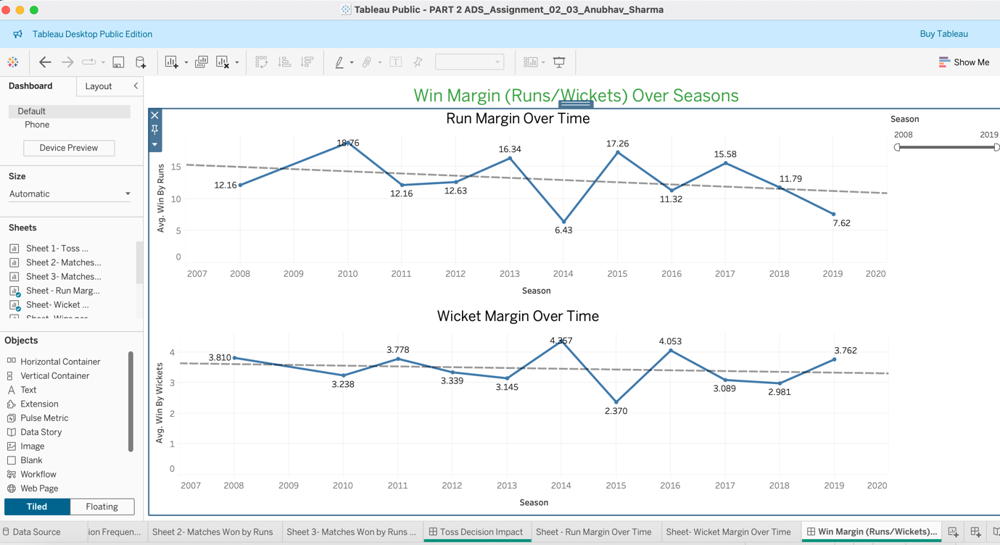 Tableau Public - PART 2 ADS_Assignment_02_03_Anubhav_Sharma
Tableau Desktop Public Edition
Buy Tableau
Show Me
Dashboard
Layout
Default
Phone
Device Preview
Size
Automatic
Sheets
Sheet 1- Toss ...
Sheet 2- Matches...
Sheet 3- Matches...
Sheet - Run Marg...
Sheet- Wicket ...
Objects
Horizontal Container
Vertical Container
Text
Extension
Pulse Metric
Data Story
Image
Blank
Workflow
Web Page
Tiled
Floating
Win Margin (Runs/Wickets) Over Seasons
Run Margin Over Time
Avg. Win By Runs
15
10
5
0
12.16
18.76
12.16
12.63
16.34
6.43
17.26
11.32
15.58
11.79
7.62
2007 2008 2009 2010 2011 2012 2013 2014 2015 2016 2017 2018 2019 2020
Season
Season
2008 2019
Wicket Margin Over Time
Avg. Win By Wickets
4
3
2
1
0
3.810
3.238
3.778
3.339
3.145
4.357
2.370
4.053
3.089
2.981
3.762
2007 2008 2009 2010 2011 2012 2013 2014 2015 2016 2017 2018 2019 2020
Season
Data Source
ion Frequen...
Sheet 2- Matches Won by Runs
Sheet 3- Matches Won by Runs ...
Toss Decision Impact
Sheet - Run Margin Over Time
Sheet- Wicket Margin Over Time
Win Margin (Runs/Wickets)...